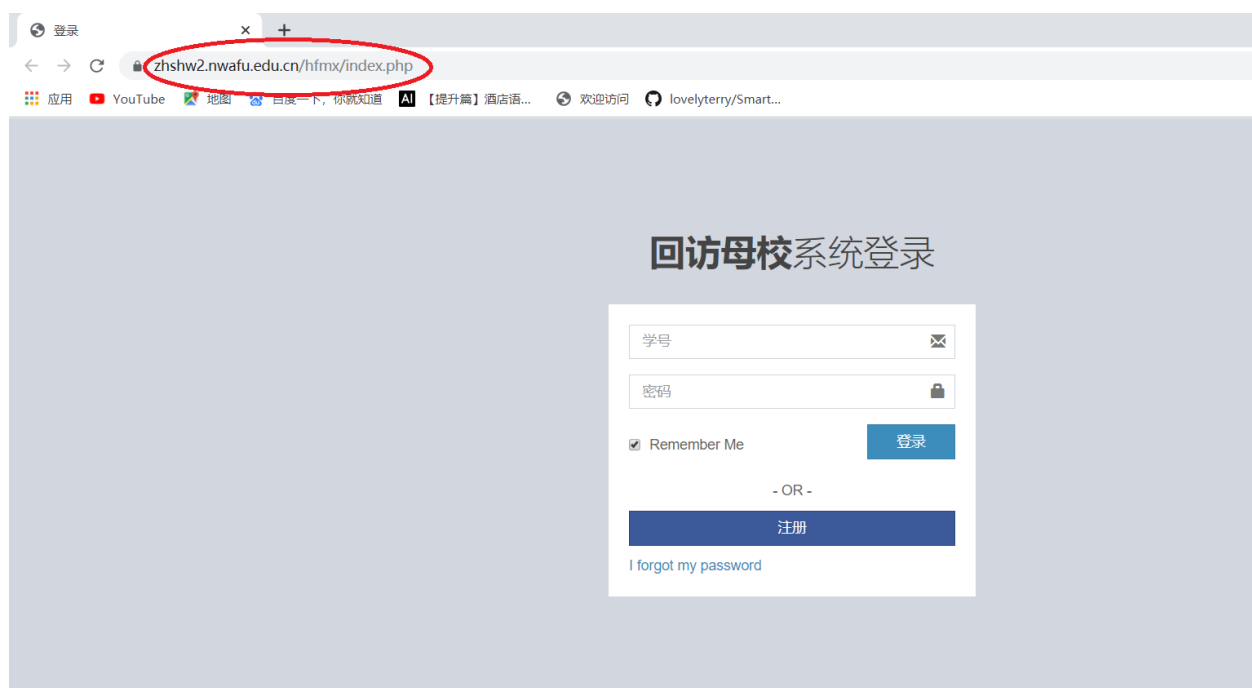 登录
zhshw2.nwafu.edu.cn/hfmx/index.php
应用 YouTube 地图 百度一下，你就知道 AI 【提升篇】酒店语... 欢迎访问 lovelyterry/Smart...
回访母校系统登录
学号
密码
Remember Me 登录
- OR -
注册
I forgot my password